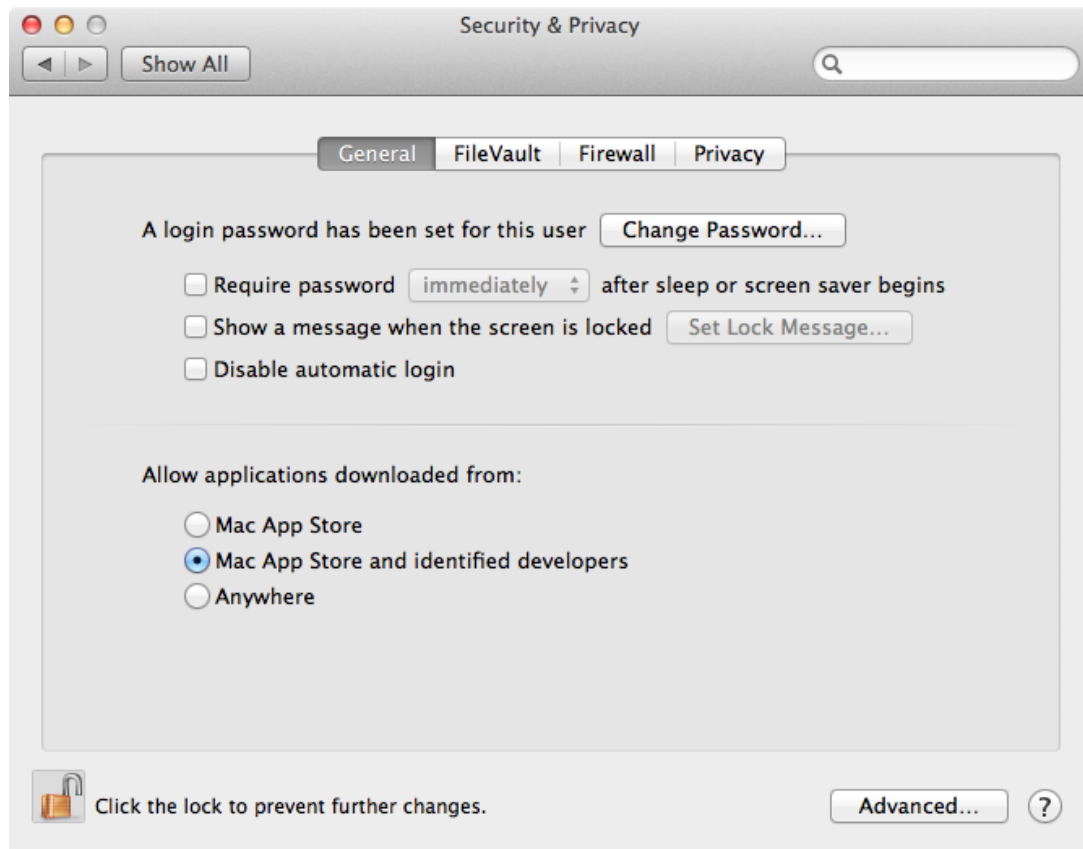 Security & Privacy
Show All
General FileVault Firewall Privacy
A login password has been set for this user Change Password...
Require password immediately after sleep or screen saver begins
Show a message when the screen is locked Set Lock Message...
Disable automatic login
Allow applications downloaded from:
Mac App Store
Mac App Store and identified developers
Anywhere
Click the lock to prevent further changes. Advanced... ?